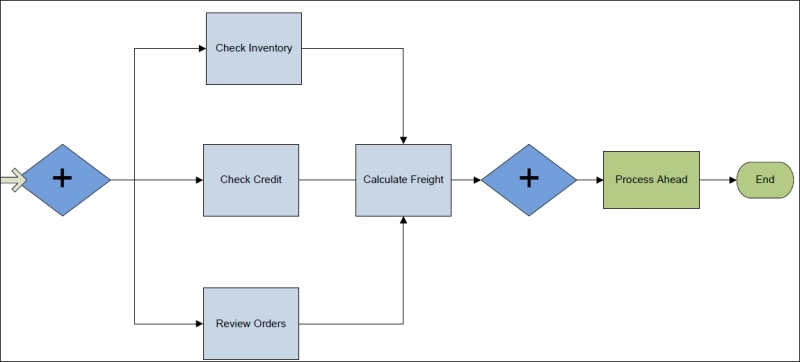 Check Inventory
+
Check Credit
Calculate Freight
+
Process Ahead
End
Review Orders